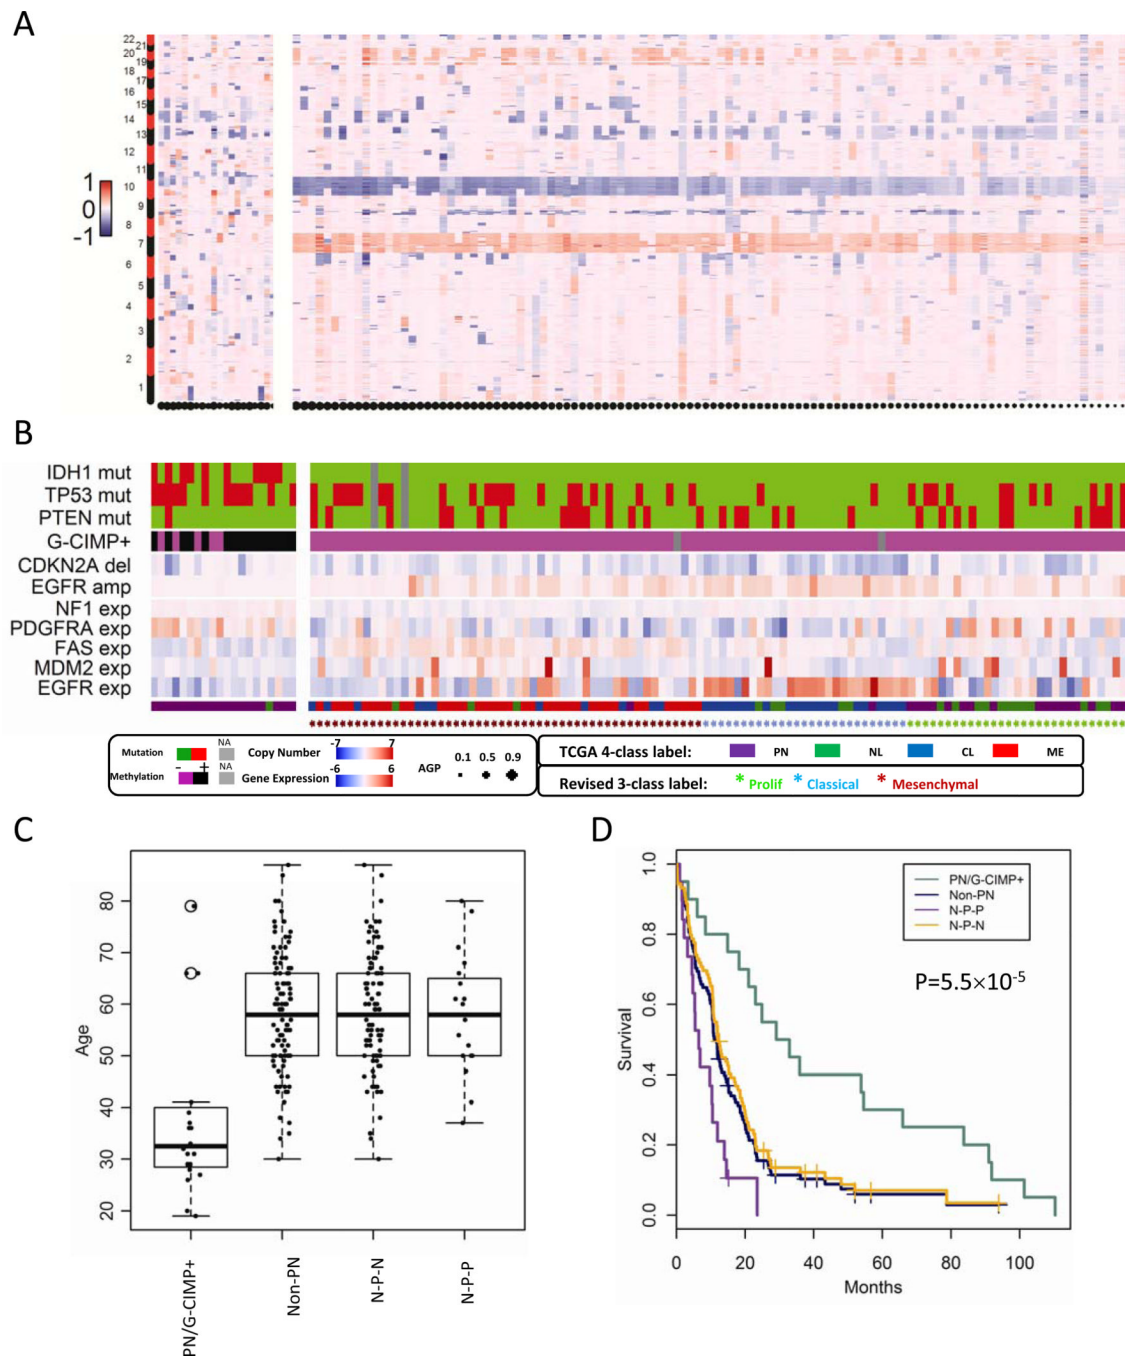 A
22
21
20
19
18
17
16
15
14
13
12
11
10
9
8
7
6
5
4
3
2
1
1
0
-1
B
IDH1 mut
TP53 mut
PTEN mut
G-CIMP+
CDKN2A del
EGFR amp
NF1 exp
PDGFRA exp
FAS exp
MDM2 exp
EGFR exp
Mutation
NA
Copy Number
-7 7
- +
Methylation
NA
Gene Expression
-6 6
AGP
0.1 0.5 0.9
TCGA 4-class label: PN NL CL ME
Revised 3-class label: * Prolif * Classical * Mesenchymal
C
Age
80
70
60
50
40
30
20
PN/G-CIMP+
Non-PN
N-P-N
N-P-P
D
Survival
1.0
0.8
0.6
0.4
0.2
0.0
PN/G-CIMP+
Non-PN
N-P-P
N-P-N
P=5.5×10-5
0 20 40 60 80 100
Months